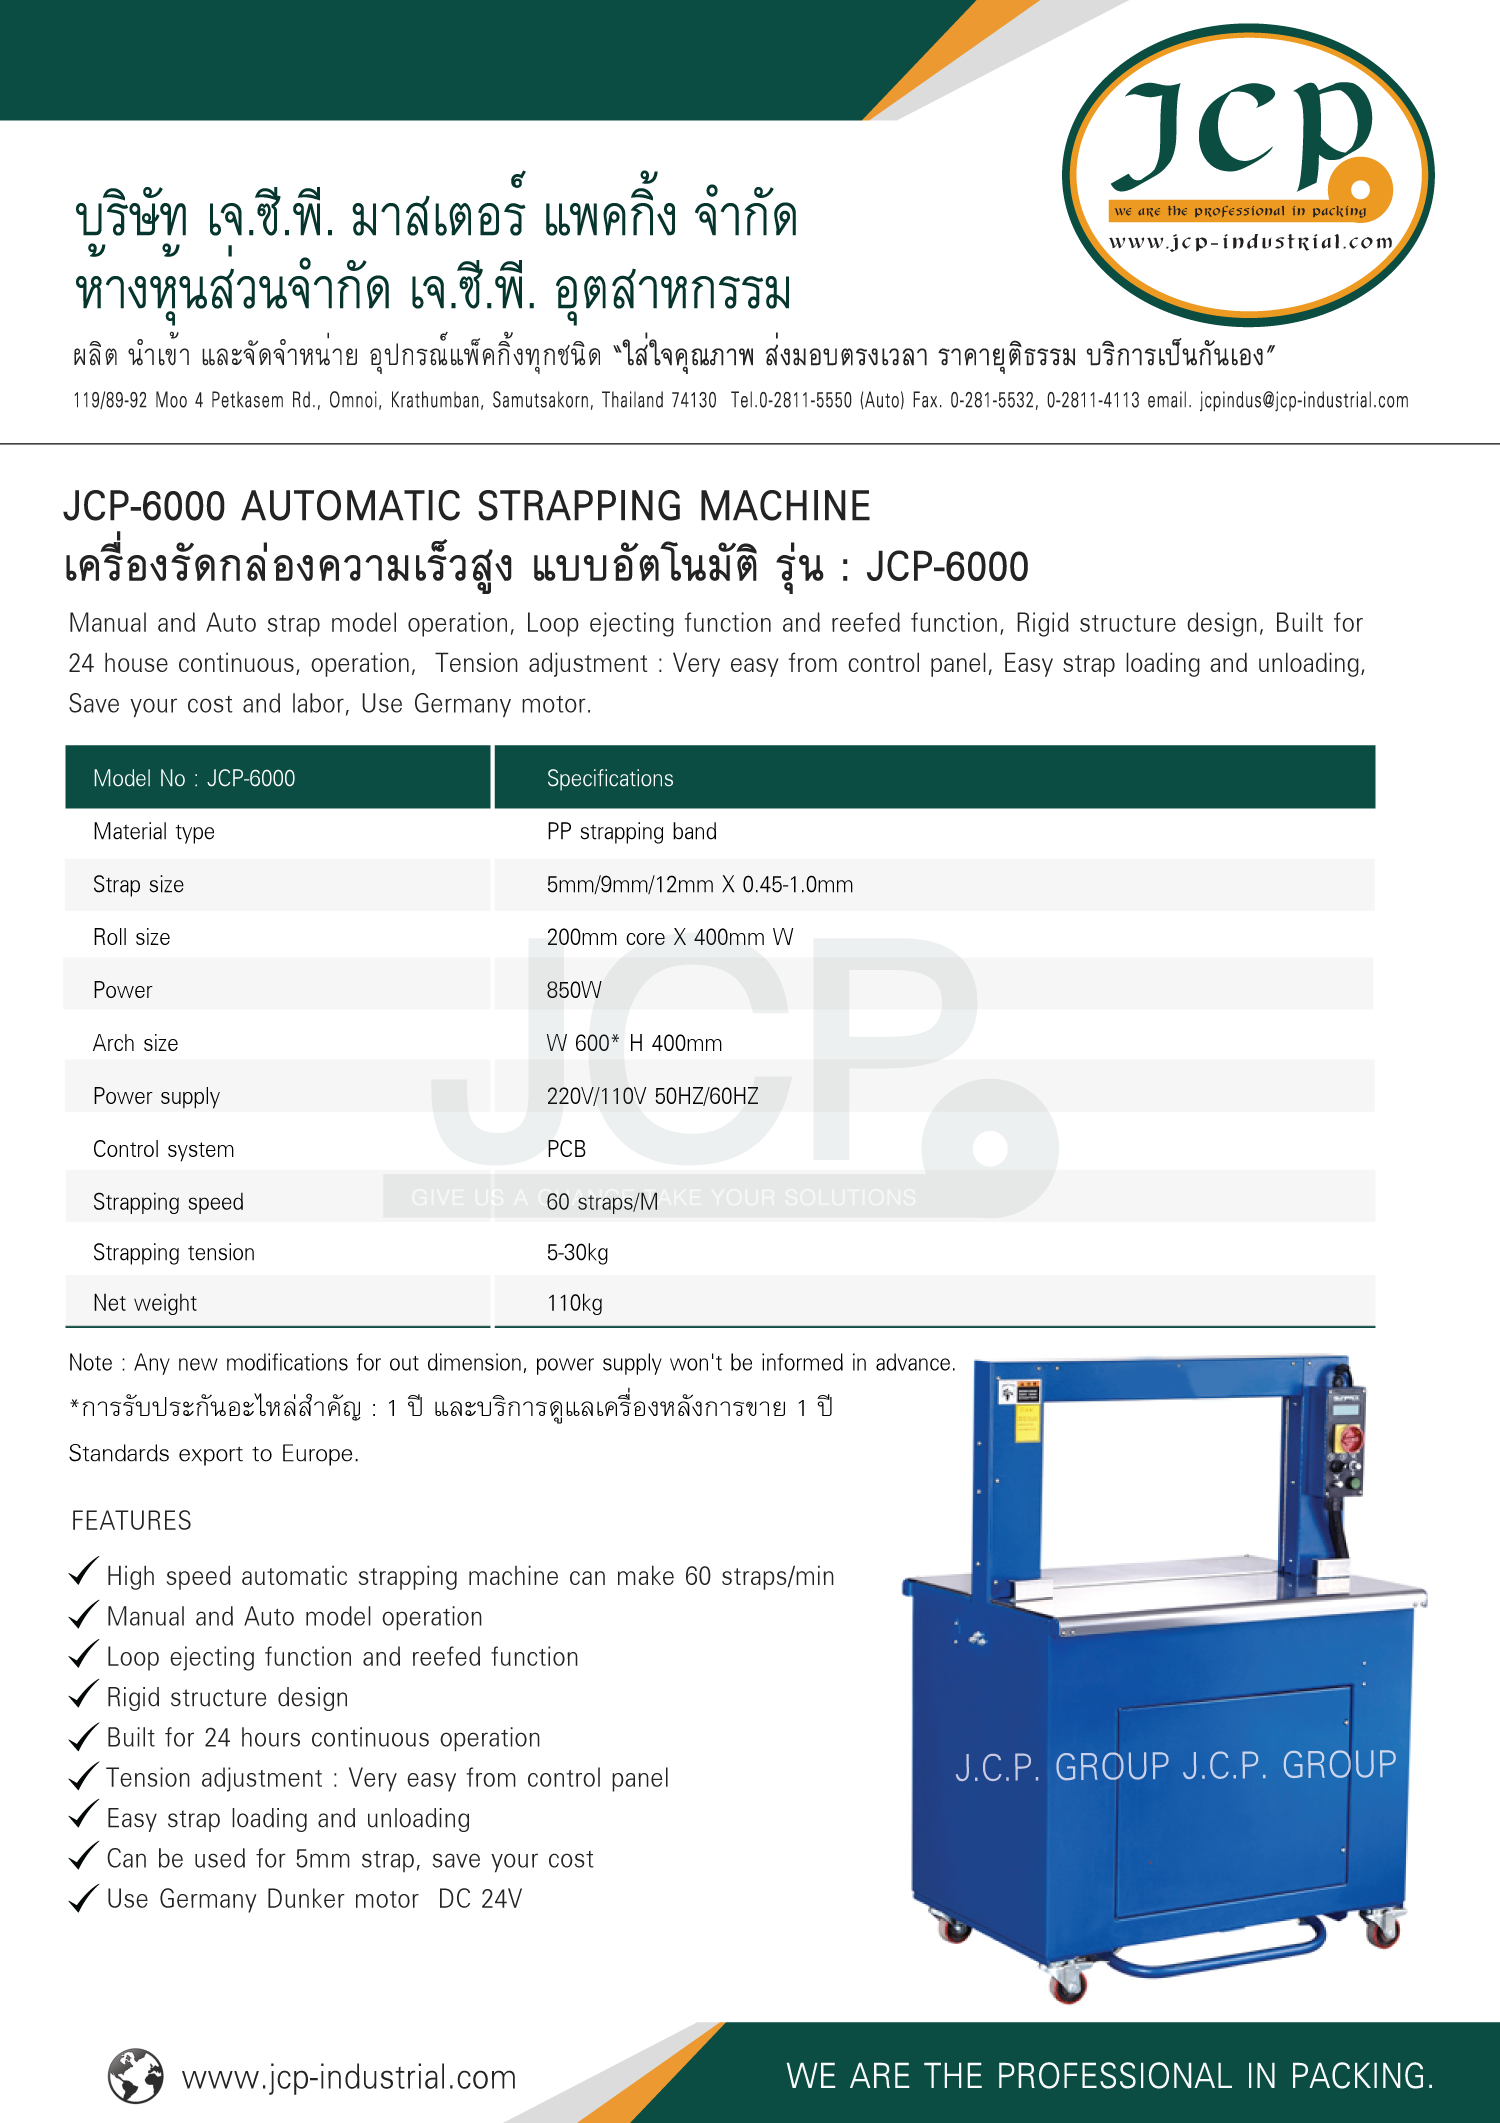 JCP
we are the professional in packing
www.jcp-industrial.com
บริษัท เจ.ซี.พี. มาสเตอร์ แพคกิ้ง จำกัด
ห้างหุ้นส่วนจำกัด เจ.ซี.พี. อุตสาหกรรม
ผลิต นำเข้า และจัดจำหน่าย อุปกรณ์แพ็คกิ้งทุกชนิด "ใส่ใจคุณภาพ ส่งมอบตรงเวลา ราคายุติธรรม บริการเป็นกันเอง"
119/89-92 Moo 4 Petkasem Rd., Omnoi, Krathumban, Samutsakorn, Thailand 74130 Tel.0-2811-5550 (Auto) Fax. 0-281-5532, 0-2811-4113 email. jcpindus@jcp-industrial.com
JCP-6000 AUTOMATIC STRAPPING MACHINE
เครื่องรัดกล่องความเร็วสูง แบบอัตโนมัติ รุ่น : JCP-6000
Manual and Auto strap model operation, Loop ejecting function and reefed function, Rigid structure design, Built for
24 house continuous, operation, Tension adjustment : Very easy from control panel, Easy strap loading and unloading,
Save your cost and labor, Use Germany motor.
Model No : JCP-6000 Specifications
Material type PP strapping band
Strap size 5mm/9mm/12mm X 0.45-1.0mm
Roll size 200mm core X 400mm W
Power 850W
Arch size W 600* H 400mm
Power supply 220V/110V 50HZ/60HZ
Control system PCB
Strapping speed 60 straps/M
Strapping tension 5-30kg
Net weight 110kg
JCP
GIVE US A CHANCE TAKE YOUR SOLUTIONS
Note : Any new modifications for out dimension, power supply won't be informed in advance.
*การรับประกันอะไหล่สำคัญ : 1 ปี และบริการดูแลเครื่องหลังการขาย 1 ปี
Standards export to Europe.
FEATURES
High speed automatic strapping machine can make 60 straps/min
Manual and Auto model operation
Loop ejecting function and reefed function
Rigid structure design
Built for 24 hours continuous operation
Tension adjustment : Very easy from control panel
Easy strap loading and unloading
Can be used for 5mm strap, save your cost
Use Germany Dunker motor DC 24V
J.C.P. GROUP J.C.P. GROUP
www.jcp-industrial.com
WE ARE THE PROFESSIONAL IN PACKING.